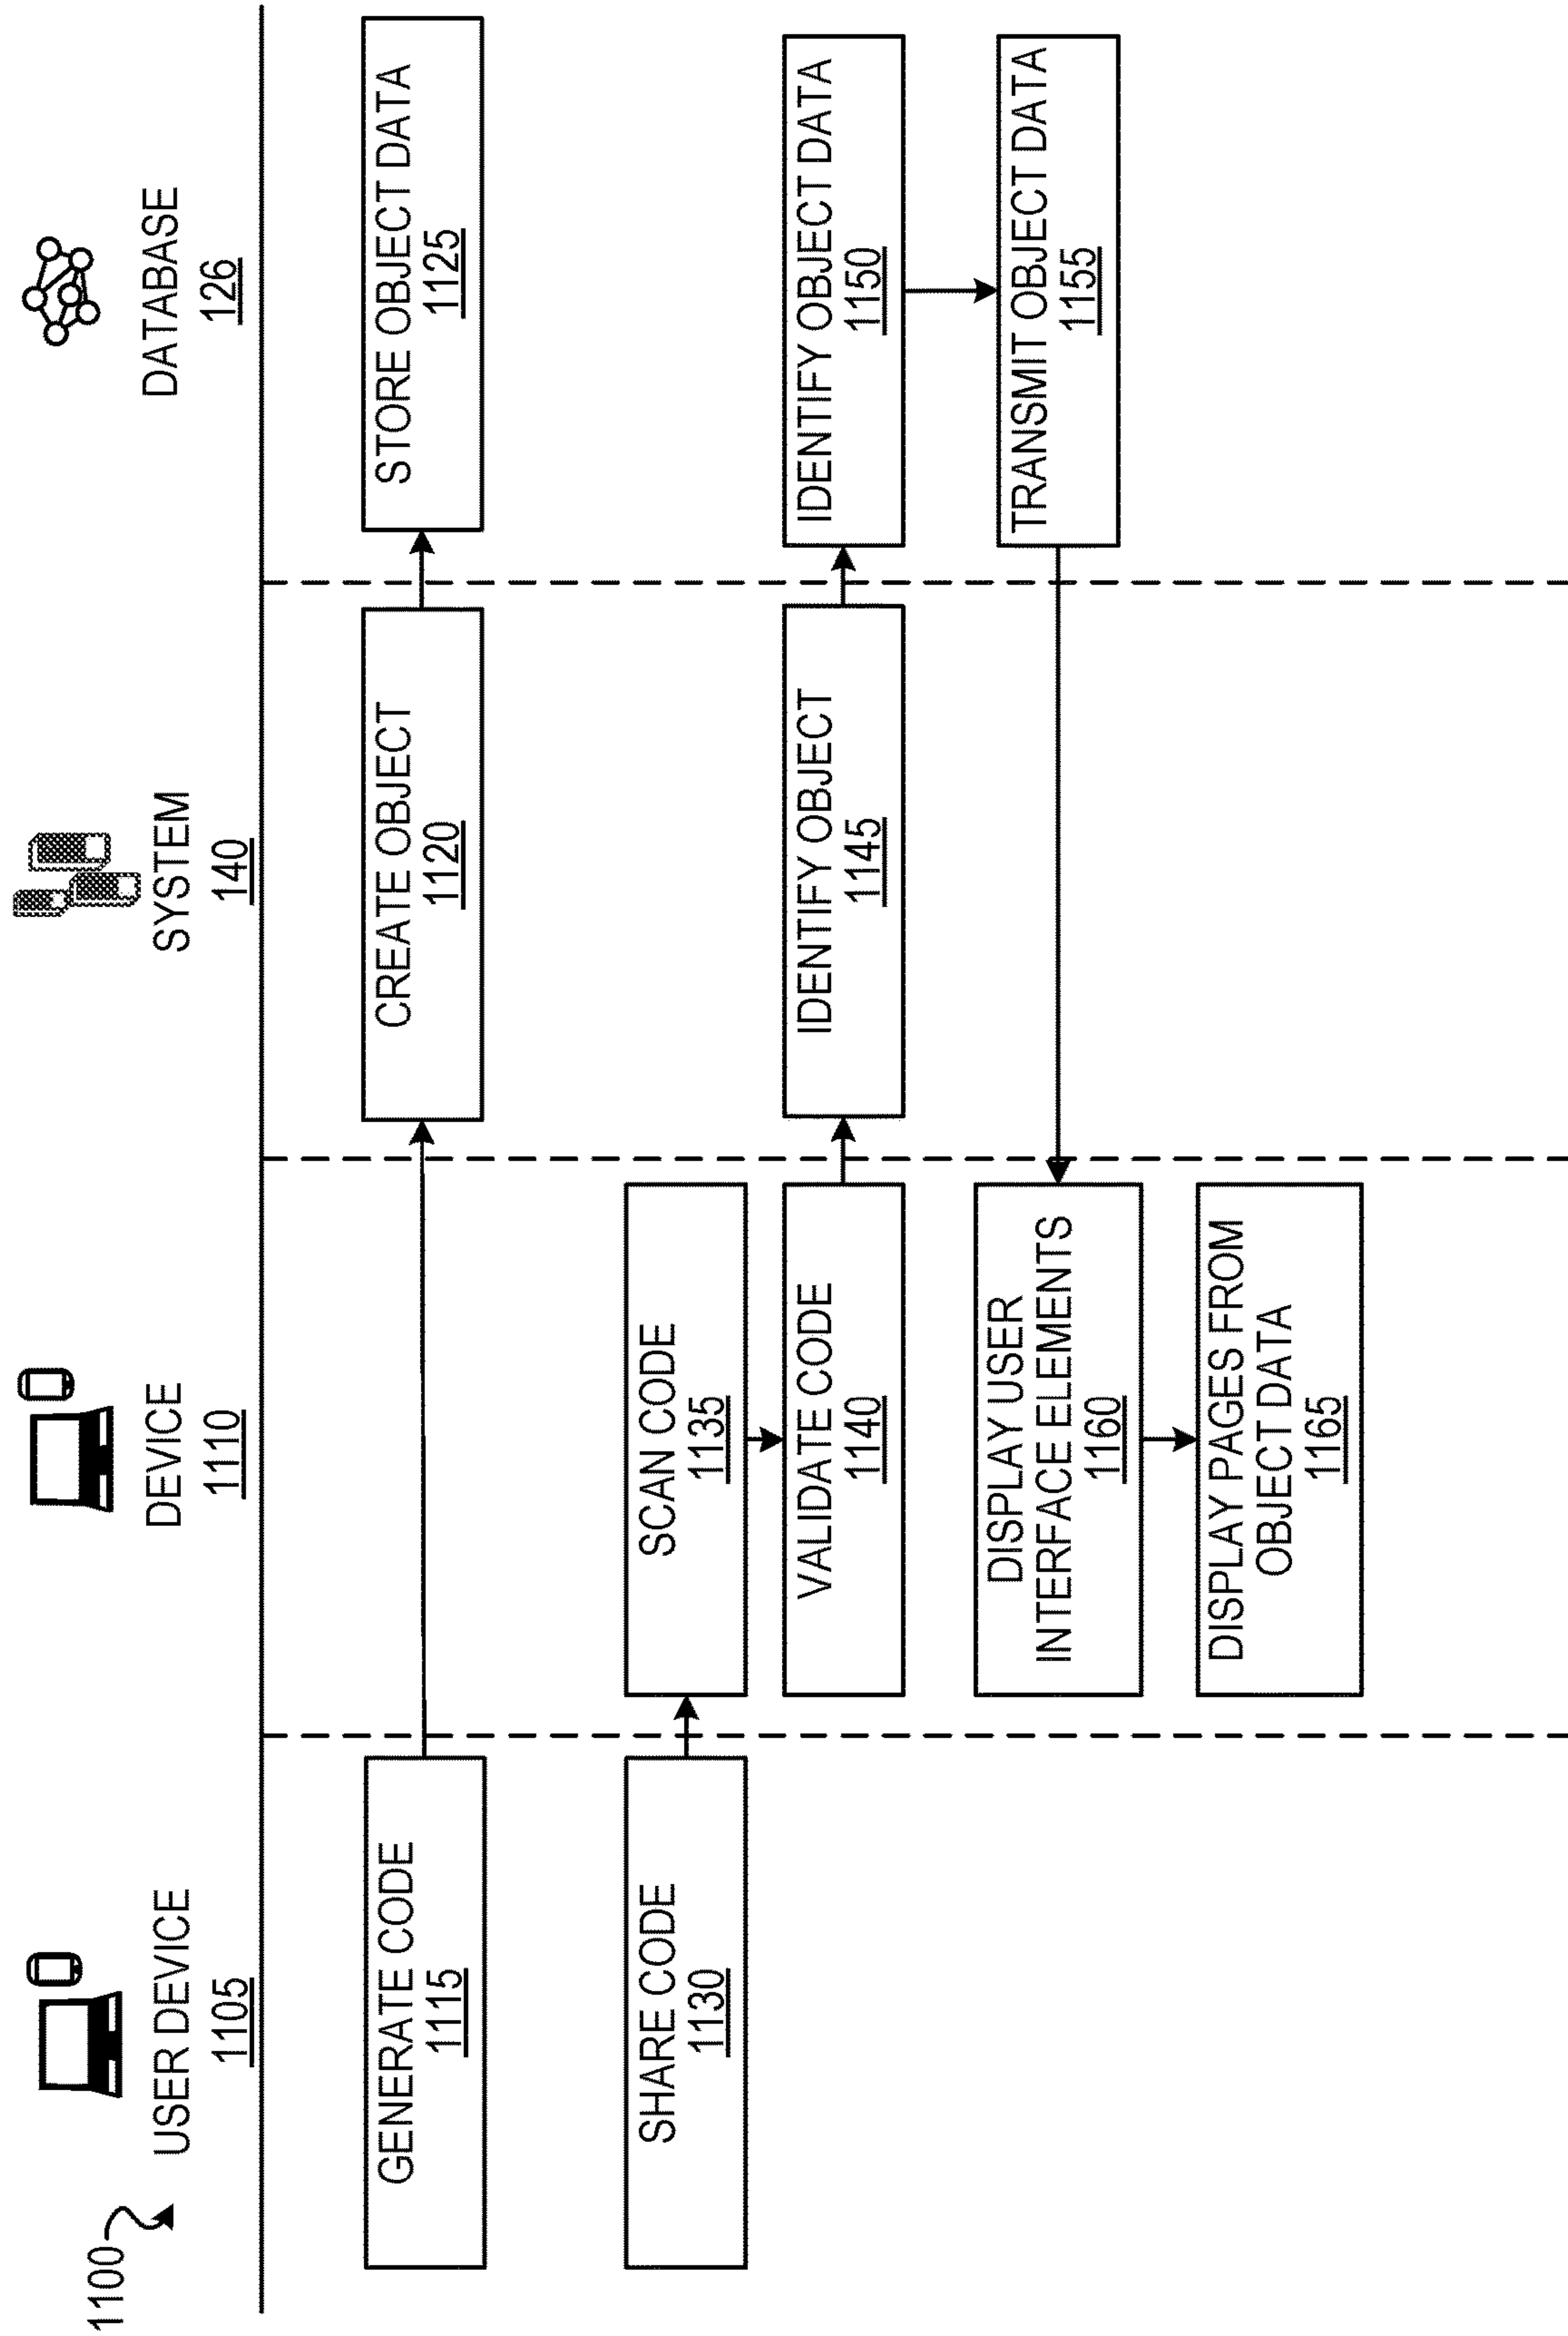 1100
USER DEVICE
1105
DEVICE
1110
SYSTEM
140
DATABASE
126
GENERATE CODE
1115
CREATE OBJECT
1120
STORE OBJECT DATA
1125
SHARE CODE
1130
SCAN CODE
1135
VALIDATE CODE
1140
IDENTIFY OBJECT
1145
IDENTIFY OBJECT DATA
1150
TRANSMIT OBJECT DATA
1155
DISPLAY USER
INTERFACE ELEMENTS
1160
DISPLAY PAGES FROM
OBJECT DATA
1165